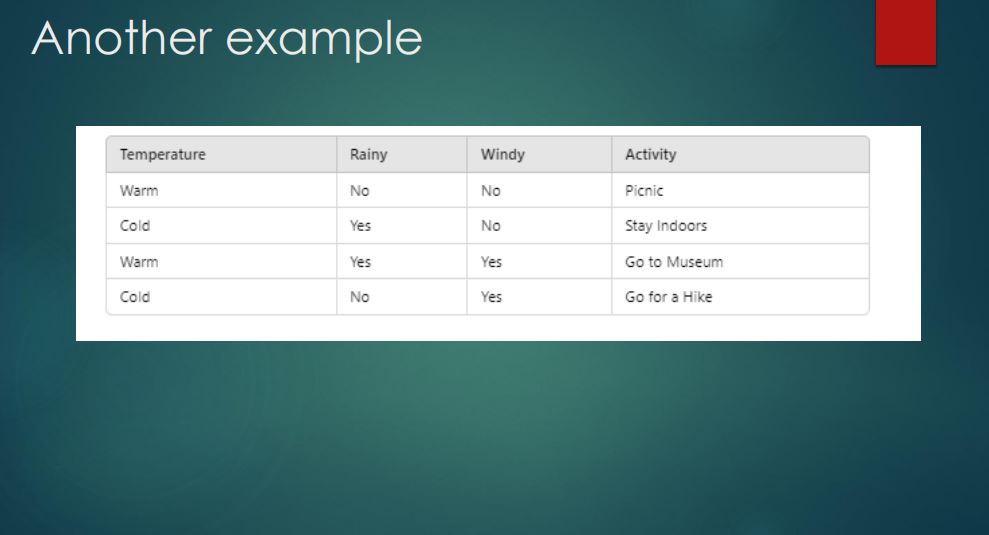 Another example
Temperature Rainy Windy Activity
Warm No No Picnic
Cold Yes No Stay Indoors
Warm Yes Yes Go to Museum
Cold No Yes Go for a Hike